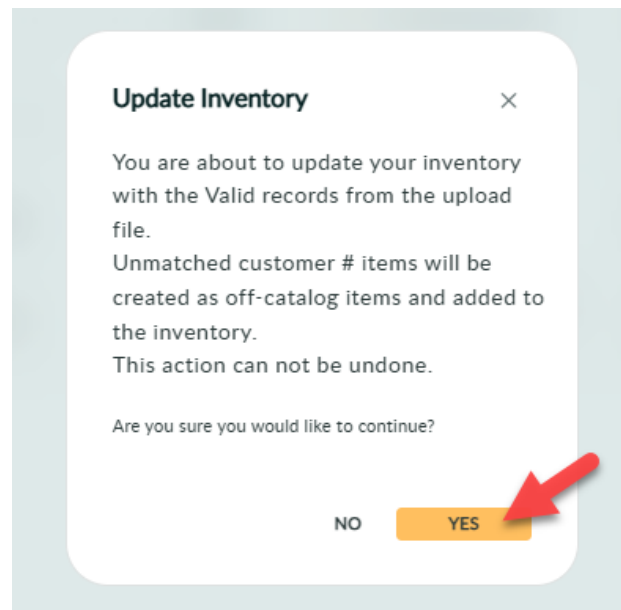 Update Inventory
You are about to update your inventory
with the Valid records from the upload
file.
Unmatched customer # items will be
created as off-catalog items and added to
the inventory.
This action can not be undone.
Are you sure you would like to continue?
NO YES